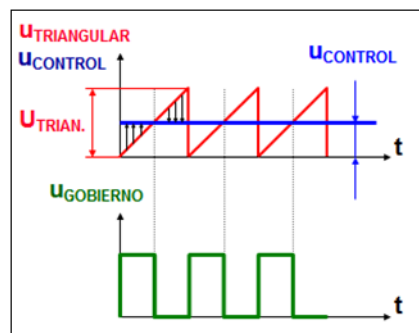 uTRIANGULAR
uCONTROL
uCONTROL
UTRIAN.
t
uGOBIERNO
t